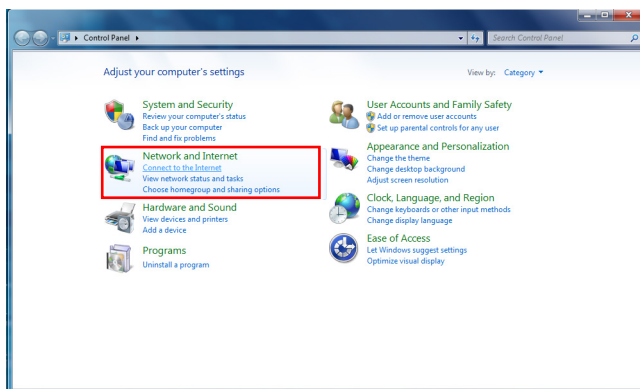 Control Panel
Search Control Panel
Adjust your computer's settings
View by: Category
System and Security
Review your computer's status
Back up your computer
Find and fix problems
Network and Internet
Connect to the Internet
View network status and tasks
Choose homegroup and sharing options
Hardware and Sound
View devices and printers
Add a device
Programs
Uninstall a program
User Accounts and Family Safety
Add or remove user accounts
Set up parental controls for any user
Appearance and Personalization
Change the theme
Change desktop background
Adjust screen resolution
Clock, Language, and Region
Change keyboards or other input methods
Change display language
Ease of Access
Let Windows suggest settings
Optimize visual display